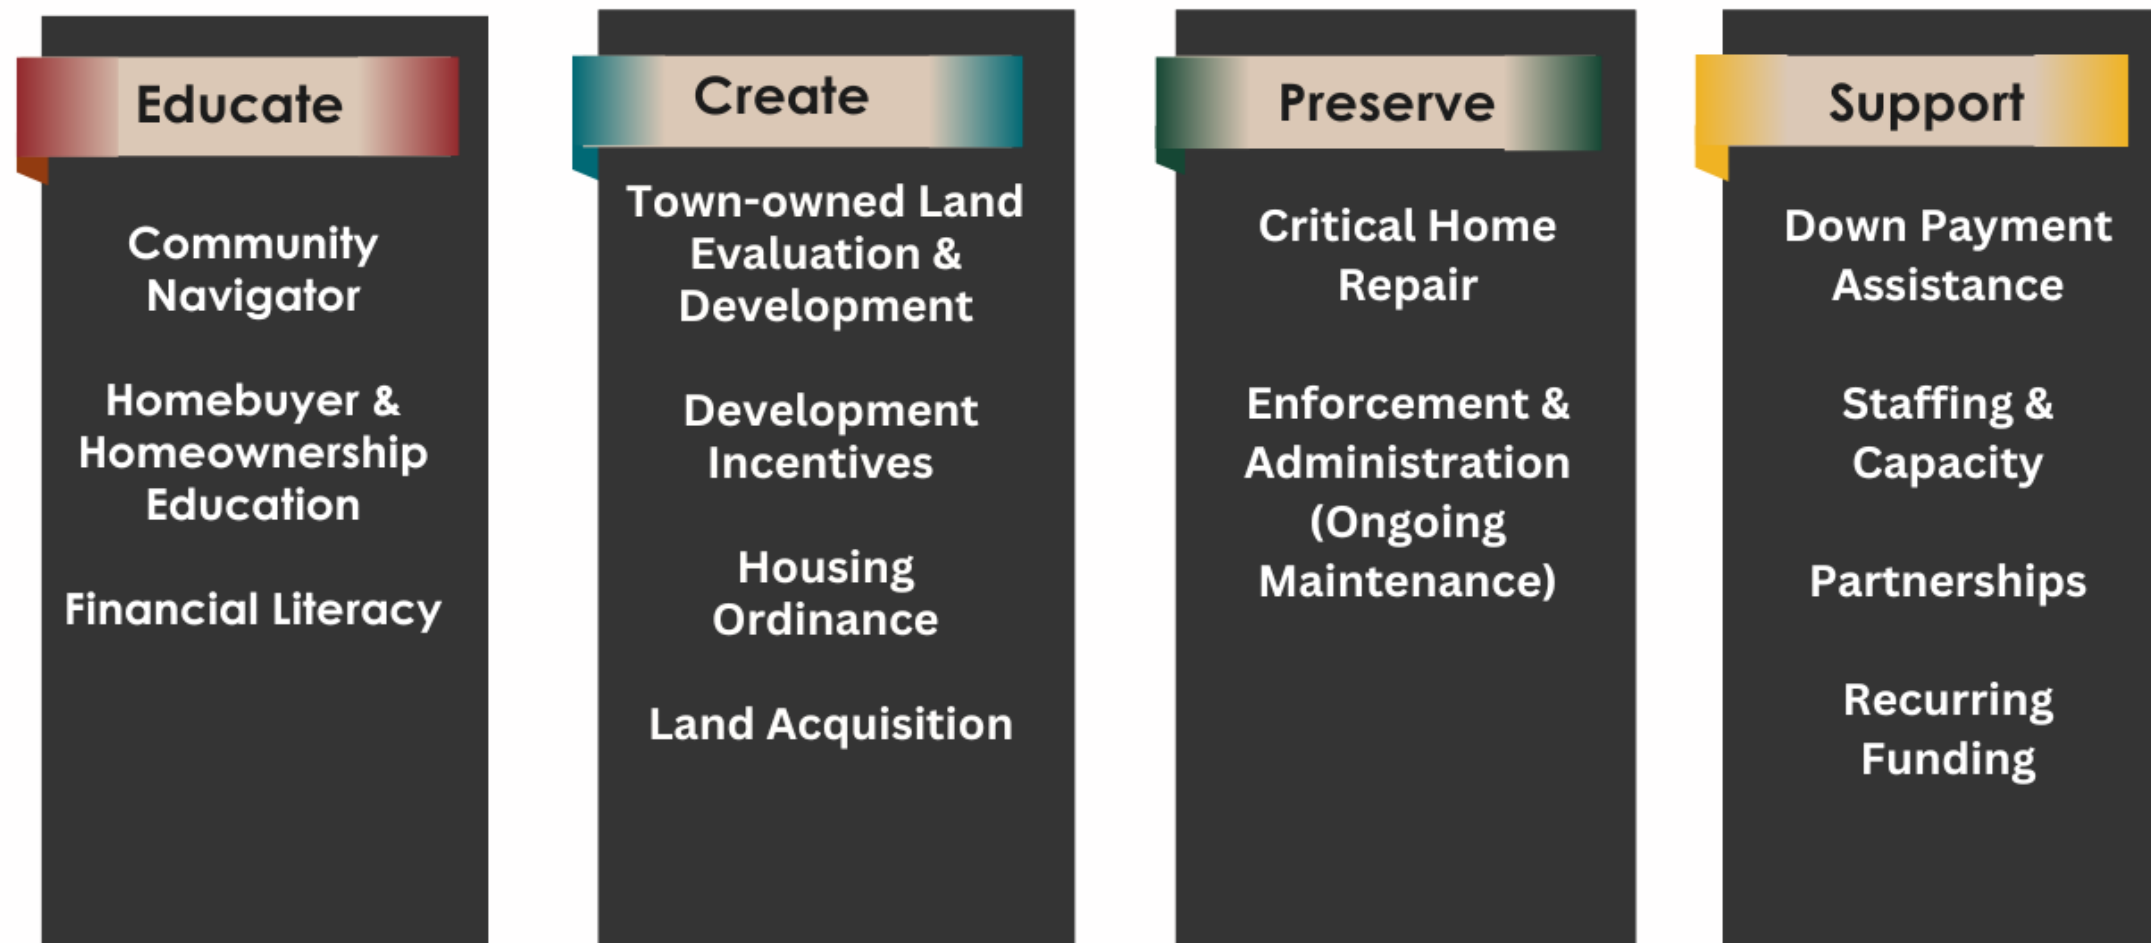 Educate
Community
Navigator
Homebuyer &
Homeownership
Education
Financial Literacy
Create
Town-owned Land
Evaluation &
Development
Development
Incentives
Housing
Ordinance
Land Acquisition
Preserve
Critical Home
Repair
Enforcement &
Administration
(Ongoing
Maintenance)
Support
Down Payment
Assistance
Staffing &
Capacity
Partnerships
Recurring
Funding